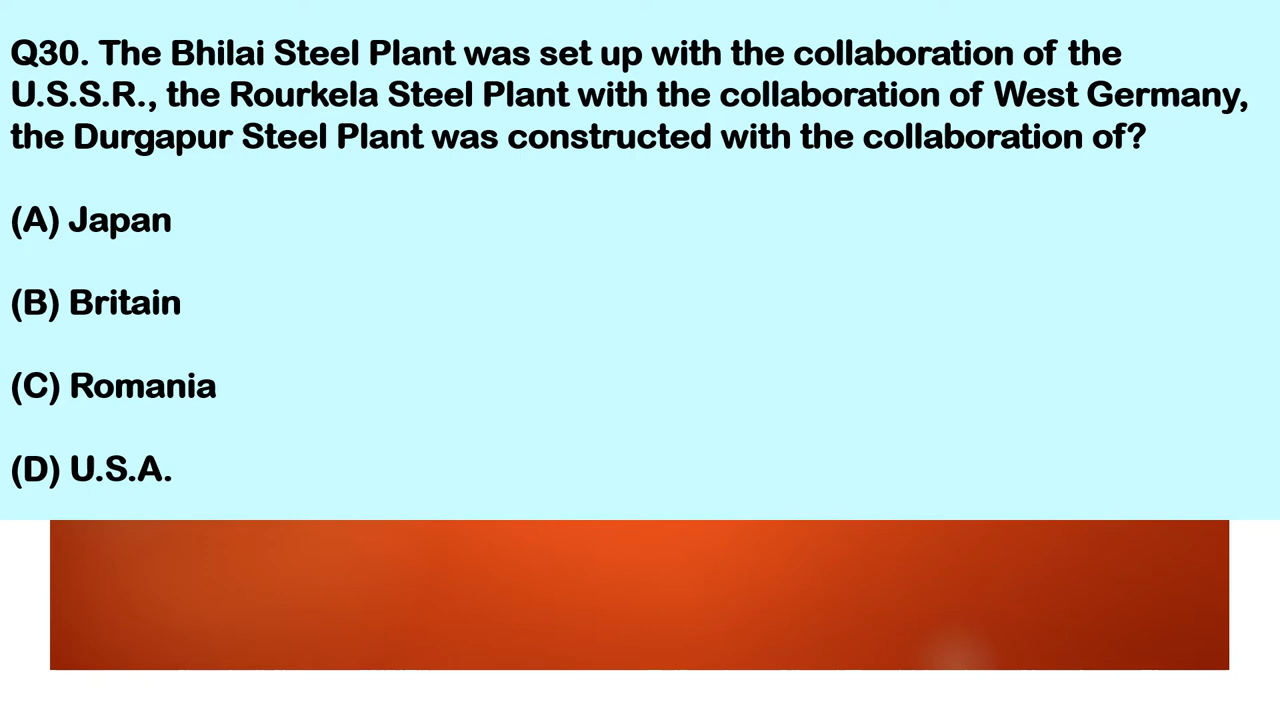 Q30. The Bhilai Steel Plant was set up with the collaboration of the
U.S.S.R., the Rourkela Steel Plant with the collaboration of West Germany,
the Durgapur Steel Plant was constructed with the collaboration of?
(A) Japan
(B) Britain
(C) Romania
(D) U.S.A.